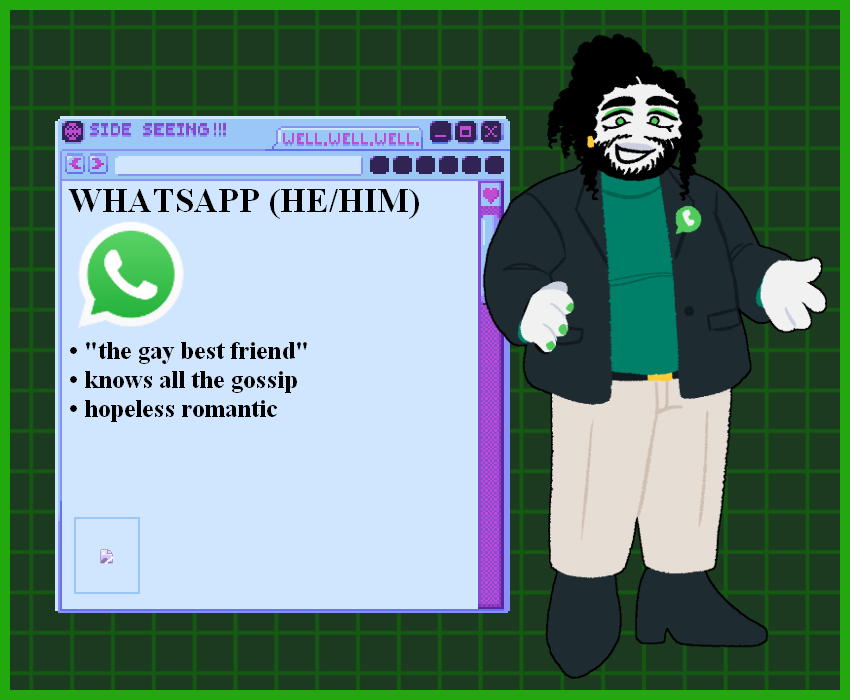 SIDE SEEING!!!
WELL.WELL.WELL.
WHATSAPP (HE/HIM)
• "the gay best friend"
• knows all the gossip
• hopeless romantic